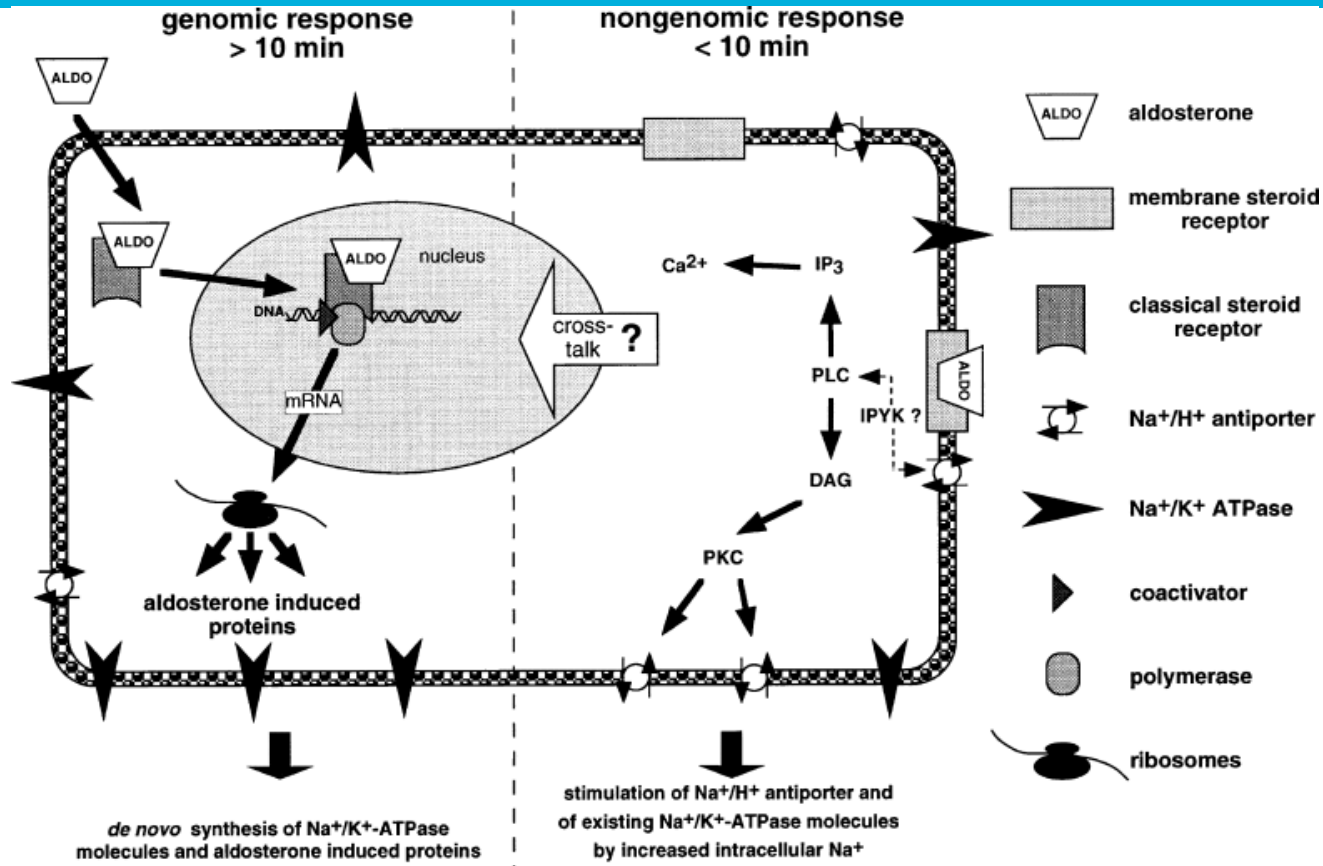 genomic response
> 10 min
nongenomic response
< 10 min
ALDO
ALDO
ALDO
nucleus
DNA
mRNA
cross-
talk ?
aldosterone induced
proteins
Ca2+
IP3
PLC
IPYK ?
DAG
PKC
ALDO
de novo synthesis of Na+/K+-ATPase
molecules and aldosterone induced proteins
stimulation of Na+/H+ antiporter and
of existing Na+/K+-ATPase molecules
by increased intracellular Na+
ALDO
aldosterone
membrane steroid
receptor
classical steroid
receptor
Na+/H+ antiporter
Na+/K+ ATPase
coactivator
polymerase
ribosomes